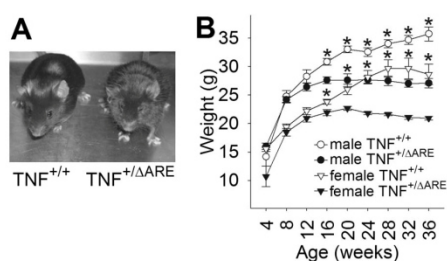 A
TNF+/+
TNF+/ΔARE
B
Weight (g)
35
30
25
20
15
10
* * * * * *
* * * *
*
male TNF+/+
male TNF+/ΔARE
female TNF+/+
female TNF+/ΔARE
4 8 12 16 20 24 28 32 36
Age (weeks)